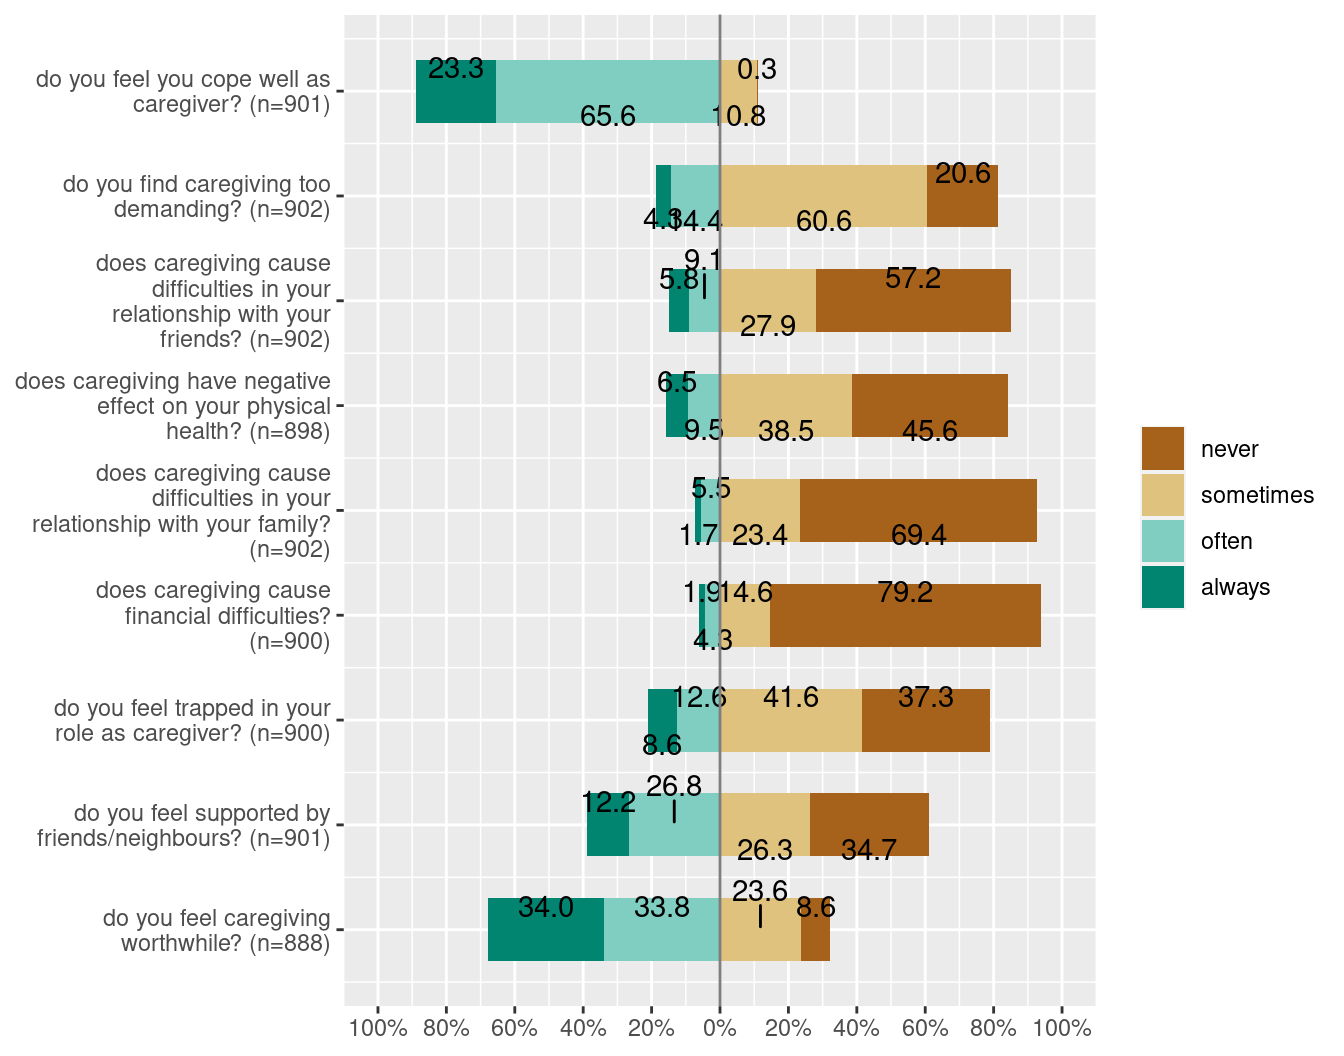 do you feel you cope well as
caregiver? (n=901)
23.3
65.6
0.3
10.8
do you find caregiving too
demanding? (n=902)
4.3
14.4
60.6
20.6
does caregiving cause
difficulties in your
relationship with your
friends? (n=902)
5.8
9.1
27.9
57.2
does caregiving have negative
effect on your physical
health? (n=898)
6.5
9.5
38.5
45.6
does caregiving cause
difficulties in your
relationship with your family?
(n=902)
1.7
5.5
23.4
69.4
does caregiving cause
financial difficulties?
(n=900)
1.9
4.3
14.6
79.2
do you feel trapped in your
role as caregiver? (n=900)
8.6
12.6
41.6
37.3
do you feel supported by
friends/neighbours? (n=901)
12.2
26.8
26.3
34.7
do you feel caregiving
worthwhile? (n=888)
34.0
33.8
23.6
8.6
100% 80% 60% 40% 20% 0% 20% 40% 60% 80% 100%
never
sometimes
often
always